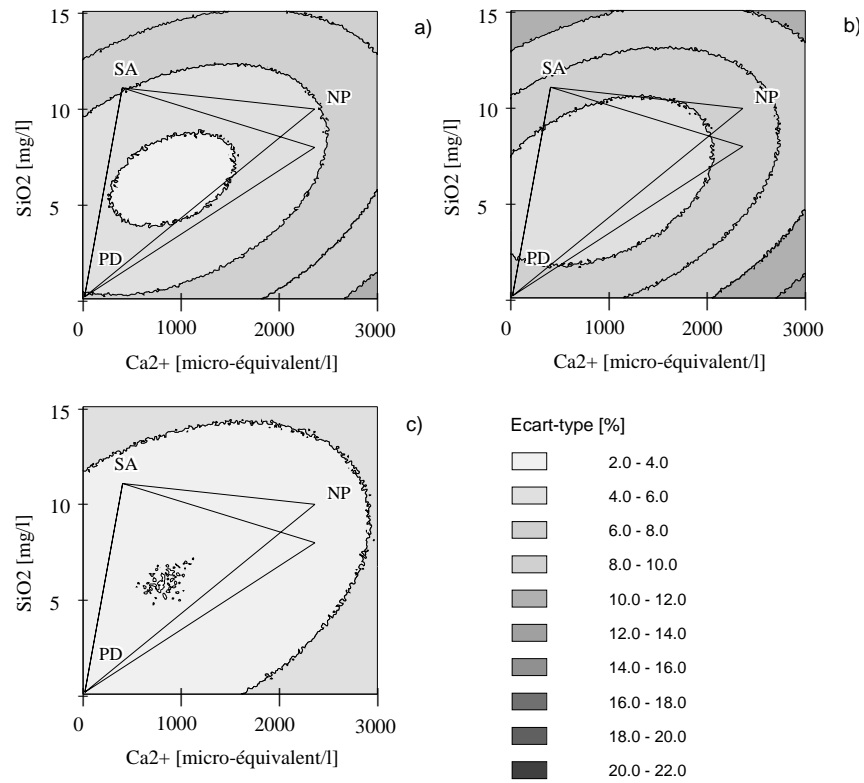 a)
15
10
5
0
SiO2 [mg/l]
SA
NP
PD
0 1000 2000 3000
Ca2+ [micro-équivalent/l]
b)
15
10
5
0
SiO2 [mg/l]
SA
NP
PD
0 1000 2000 3000
Ca2+ [micro-équivalent/l]
c)
15
10
5
0
SiO2 [mg/l]
SA
NP
PD
0 1000 2000 3000
Ca2+ [micro-équivalent/l]
Ecart-type [%]
2.0 - 4.0
4.0 - 6.0
6.0 - 8.0
8.0 - 10.0
10.0 - 12.0
12.0 - 14.0
14.0 - 16.0
16.0 - 18.0
18.0 - 20.0
20.0 - 22.0